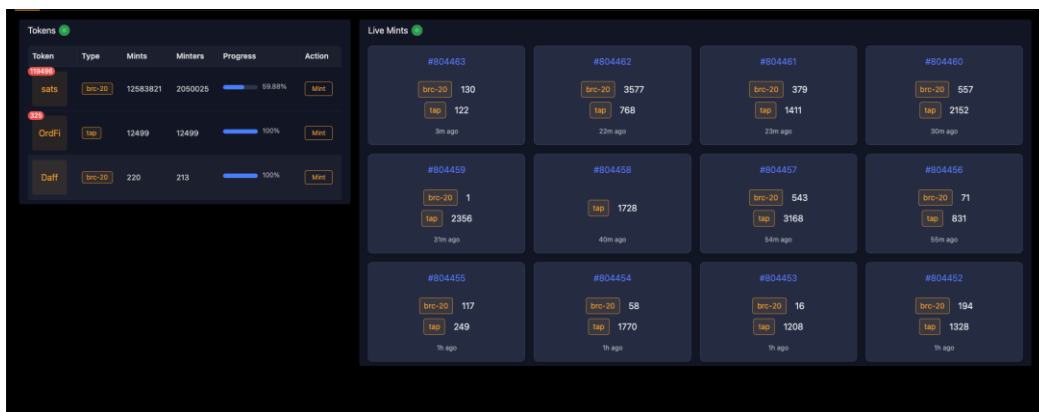 Tokens
Token Type Mints Minters Progress Action
119496
sats brc-20 12583821 2050025 59.88% Mint
325
OrdFi tap 12499 12499 100% Mint
Daff brc-20 220 213 100% Mint
Live Mints
#804463 #804462 #804461 #804460
brc-20 130 brc-20 3577 brc-20 379 brc-20 557
tap 122 tap 768 tap 1411 tap 2152
3m ago 22m ago 23m ago 30m ago
#804459 #804458 #804457 #804456
brc-20 1 brc-20 543 brc-20 71
tap 2356 tap 1728 tap 3168 tap 831
31m ago 40m ago 54m ago 55m ago
#804455 #804454 #804453 #804452
brc-20 117 brc-20 58 brc-20 16 brc-20 194
tap 249 tap 1770 tap 1208 tap 1328
1h ago 1h ago 1h ago 1h ago